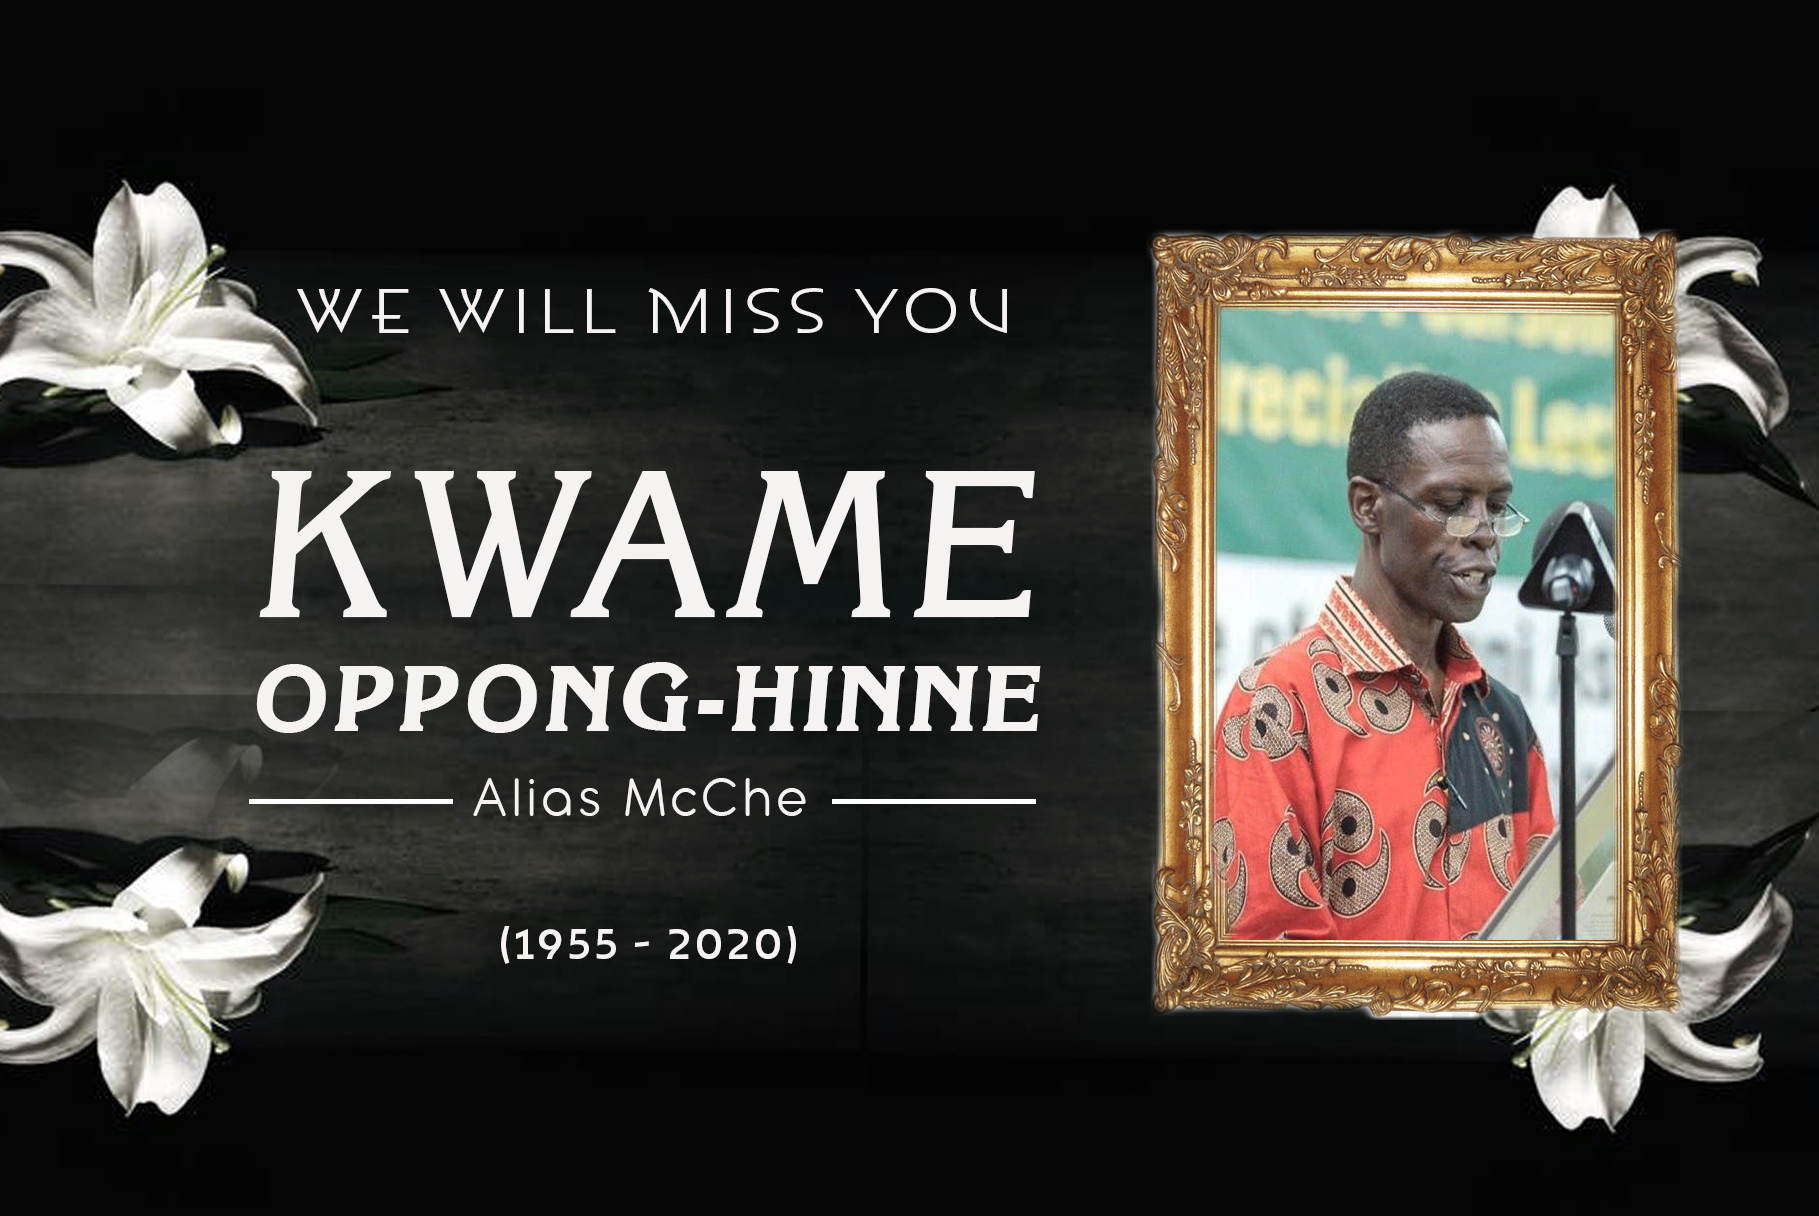 WE WILL MISS YOU
KWAME
OPPONG-HINNE
Alias McChe
(1955 - 2020)